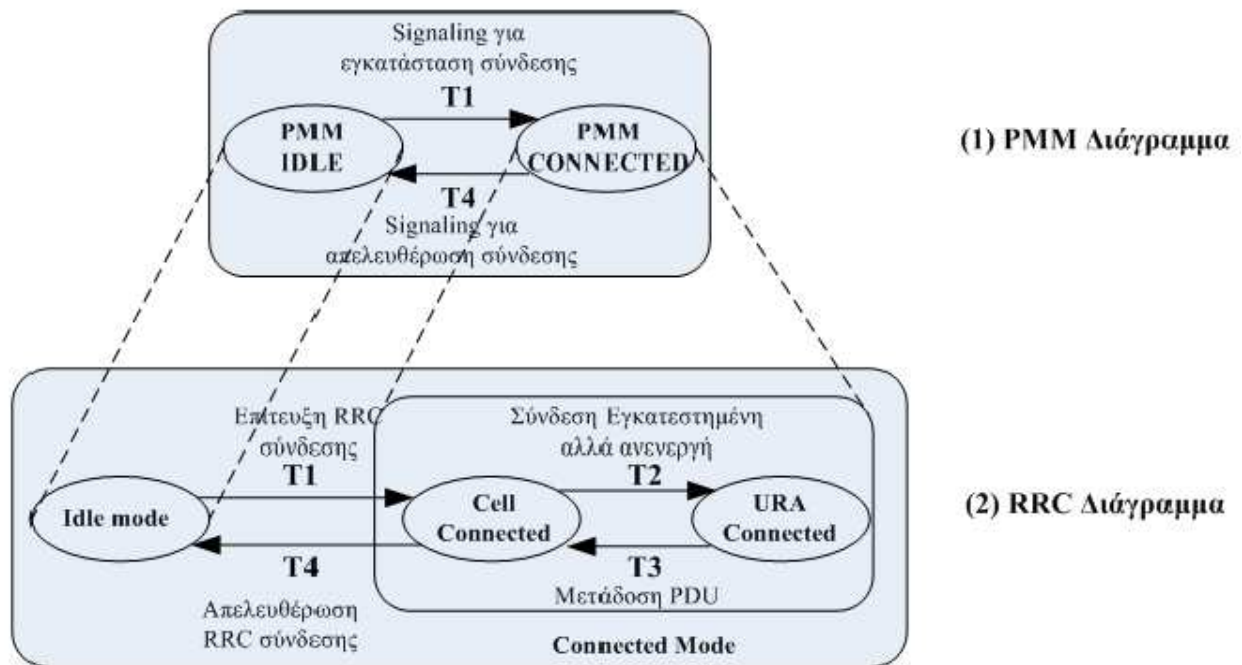 Signaling για
εγκατάσταση σύνδεσης
T1
PMM
IDLE
PMM
CONNECTED
(1) PMM Διάγραμμα
T4
Signaling για
απελευθέρωση σύνδεσης
Επίτευξη RRC
σύνδεσης
Σύνδεση Εγκατεστημένη
αλλά ανενεργή
T1
T2
Idle mode
Cell
Connected
URA
Connected
(2) RRC Διάγραμμα
T4
T3
Απελευθέρωση
RRC σύνδεσης
Μετάδοση PDU
Connected Mode